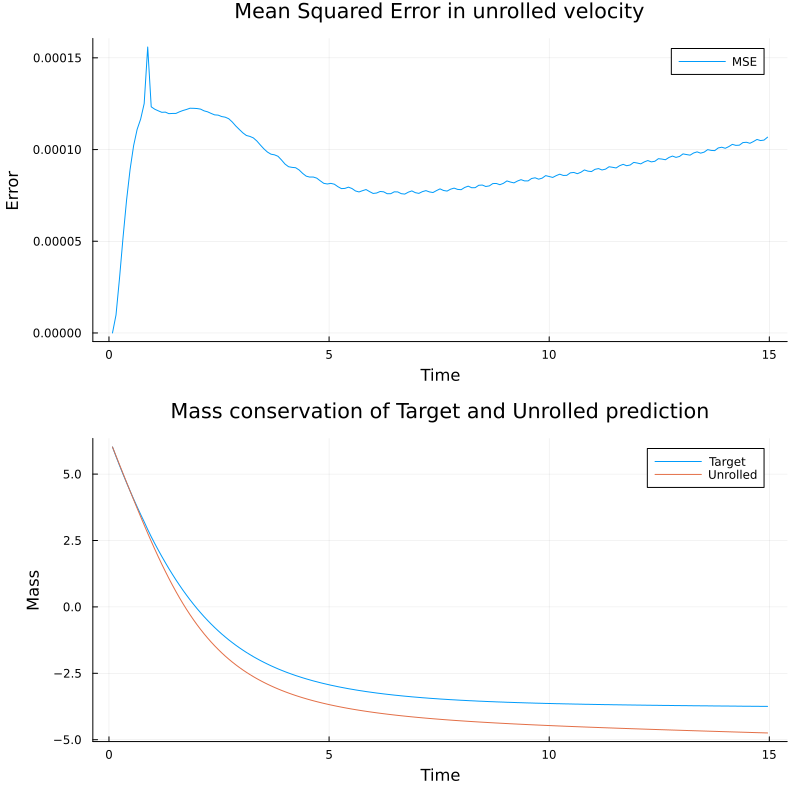 Mean Squared Error in unrolled velocity
MSE
0.00015
0.00010
0.00005
0.00000
Error
0 5 10 15
Time
Mass conservation of Target and Unrolled prediction
Target
Unrolled
5.0
2.5
0.0
−2.5
−5.0
Mass
0 5 10 15
Time